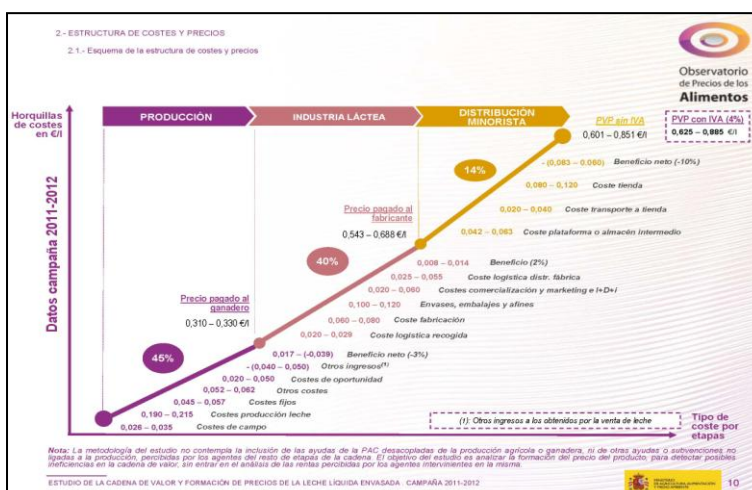 2.- ESTRUCTURA DE COSTES Y PRECIOS
2.1.- Esquema de la estructura de costes y precios
Observatorio
de Precios de los
Alimentos
Horquillas
de costes
en €/l
PRODUCCIÓN
INDUSTRIA LÁCTEA
DISTRIBUCIÓN
MINORISTA
PVP sin IVA
0,601 – 0,851 €/l
PVP con IVA (4%)
0,625 – 0,885 €/l
Datos campaña 2011-2012
- (0,083 – 0,060) Beneficio neto (-10%)
14%
0,080 – 0,120 Coste tienda
0,020 – 0,040 Coste transporte a tienda
0,042 – 0,063 Coste plataforma o almacén intermedio
Precio pagado al
fabricante
0,543 – 0,688 €/l
40%
0,008 – 0,014 Beneficio (2%)
0,025 – 0,055 Coste logística distr. fábrica
0,020 – 0,060 Costes comercialización y marketing e I+D+i
0,100 – 0,120 Envases, embalajes y afines
0,060 – 0,080 Coste fabricación
0,020 – 0,029 Coste logística recogida
Precio pagado al
ganadero
0,310 – 0,330 €/l
45%
0,017 – (-0,039) Beneficio neto (-3%)
- (0,040 – 0,050) Otros ingresos(1)
0,020 – 0,050 Costes de oportunidad
0,052 – 0,062 Otros costes
0,045 – 0,057 Costes fijos
0,190 – 0,215 Costes producción leche
0,026 – 0,035 Costes de campo
(1): Otros ingresos a los obtenidos por la venta de leche
Tipo de
coste por
etapas
Nota: La metodología del estudio no contempla la inclusión de las ayudas de la PAC desacopladas de la producción agrícola o ganadera, ni de otras ayudas o subvenciones no
ligadas a la producción, percibidas por los agentes del resto de etapas de la cadena. El objetivo del estudio es analizar la formación del precio del producto para detectar posibles
ineficiencias en la cadena de valor, sin entrar en el análisis de las rentas percibidas por los agentes intervinientes en la misma.
ESTUDIO DE LA CADENA DE VALOR Y FORMACIÓN DE PRECIOS DE LA LECHE LÍQUIDA ENVASADA . CAMPAÑA 2011-2012
10